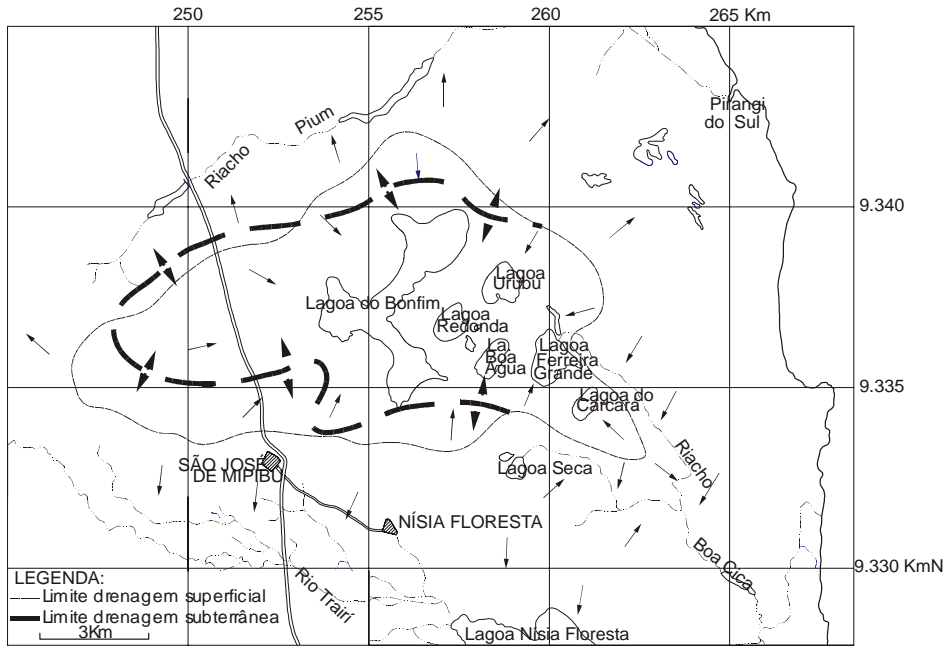 250 255 260 265 Km
Pium
Riacho
Pirangi
do Sul
9.340
Lagoa
Urubu
Lagoa do Bonfim
Lagoa
Redonda
La.
Boa
Água
Lagoa
Ferreira
Grande
9.335
Lagoa do
Carcará
Riacho
Boa Cica
Lagoa Seca
SÃO JOSÉ
DE MIPIBU
NÍSIA FLORESTA
9.330 KmN
Rio Trairí
Lagoa Nísia Floresta
LEGENDA:
Limite drenagem superficial
Limite drenagem subterrânea
3Km